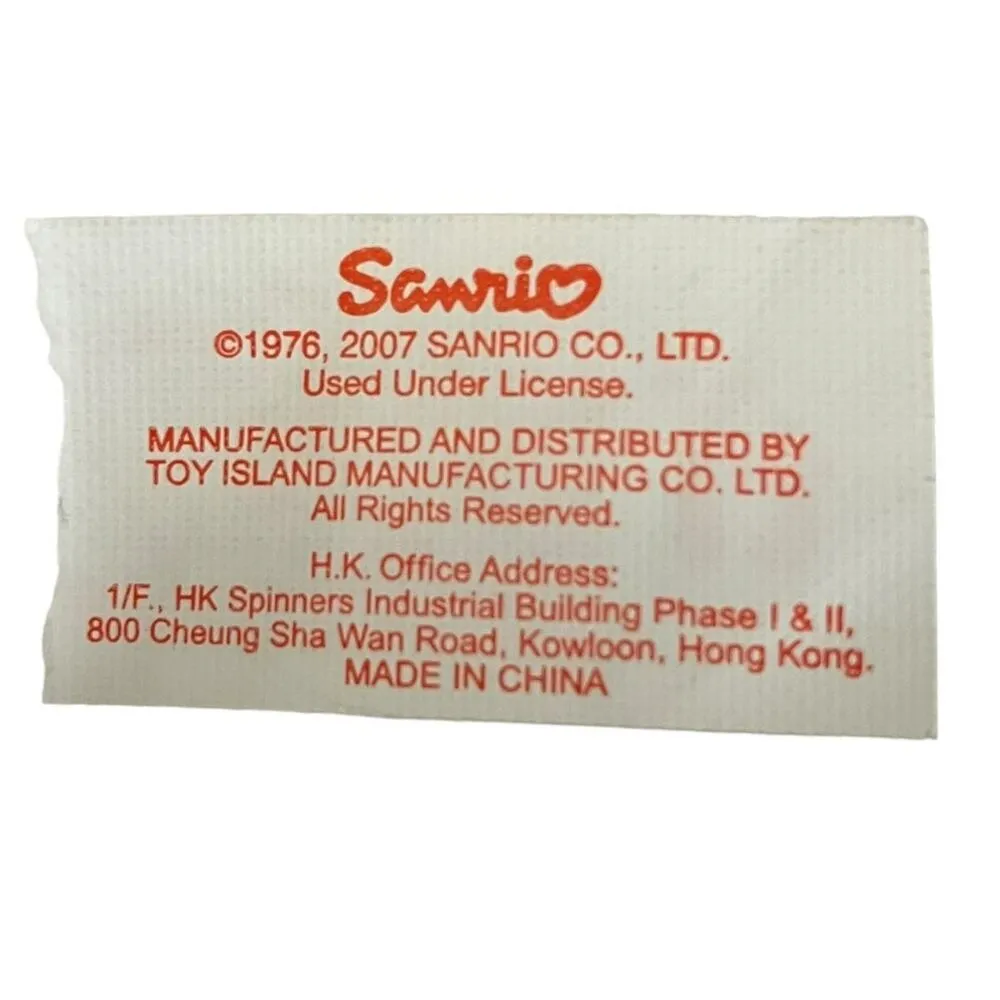 Sanrio
©1976, 2007 SANRIO CO., LTD.
Used Under License.
MANUFACTURED AND DISTRIBUTED BY
TOY ISLAND MANUFACTURING CO. LTD.
All Rights Reserved.
H.K. Office Address:
1/F., HK Spinners Industrial Building Phase I & II,
800 Cheung Sha Wan Road, Kowloon, Hong Kong.
MADE IN CHINA